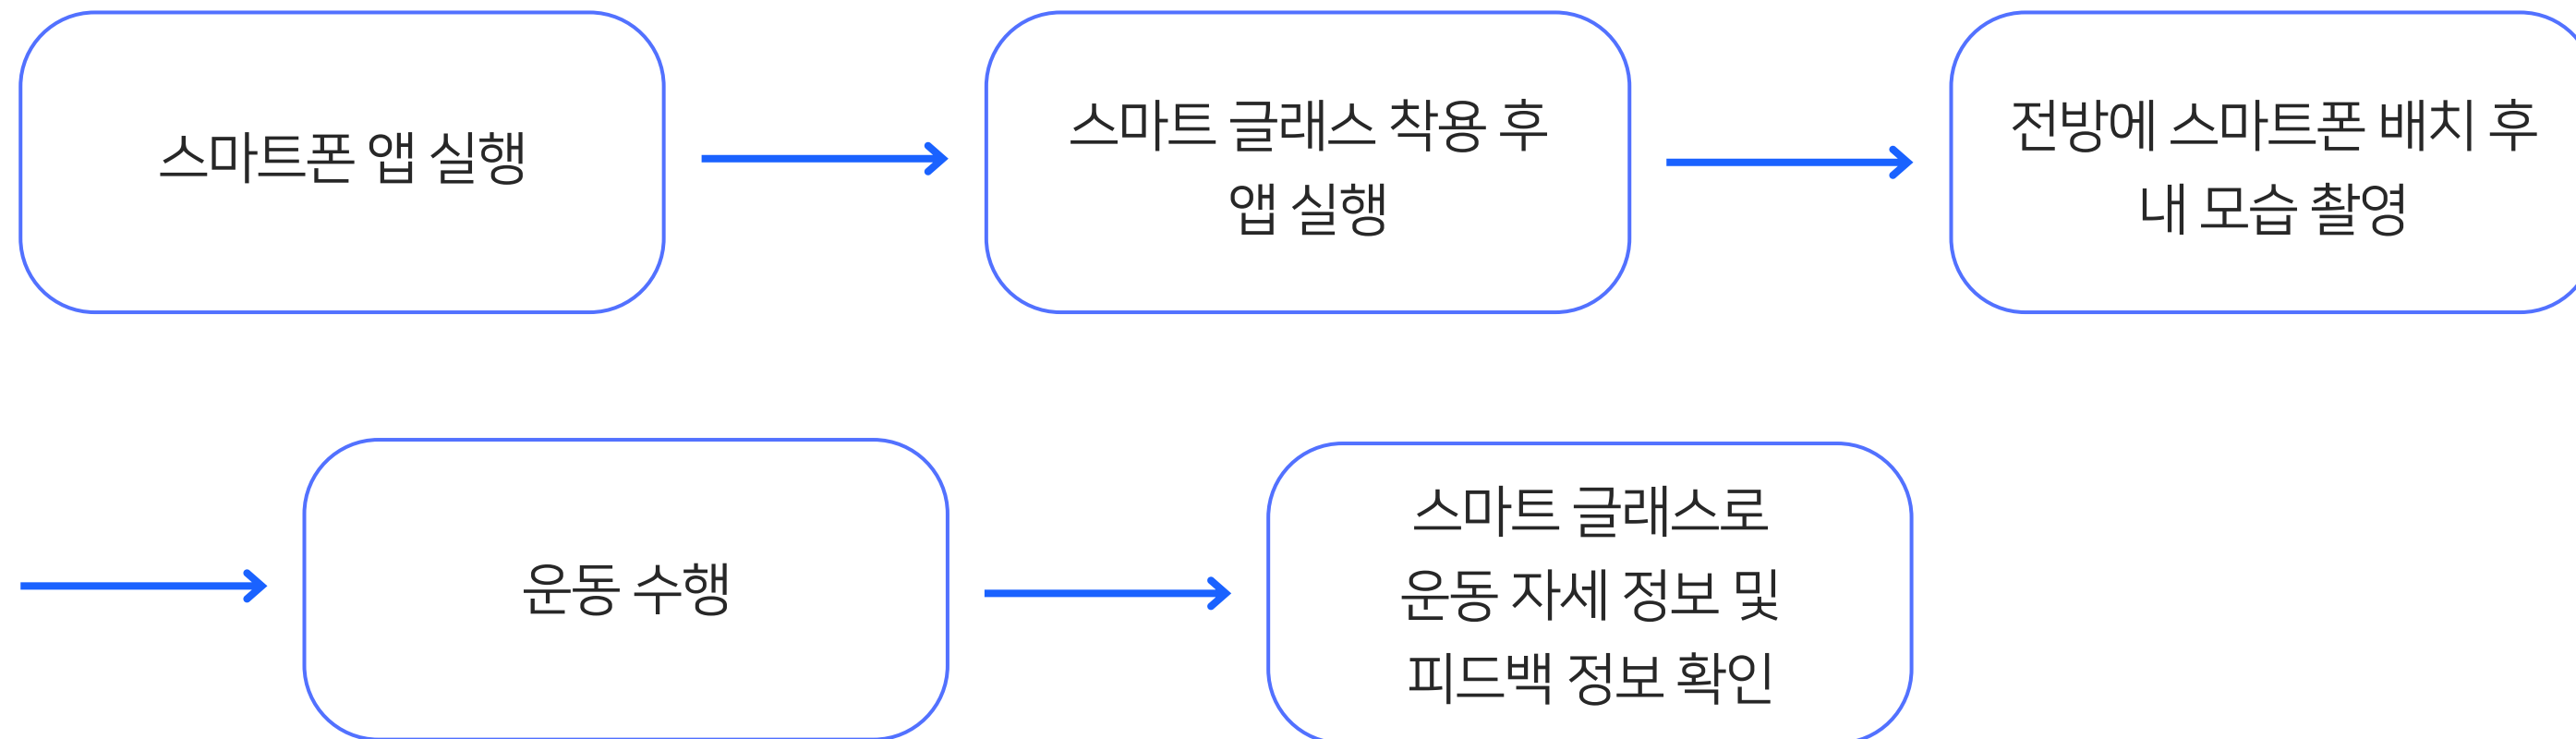 스마트폰 앱 실행
스마트 글래스 착용 후
앱 실행
전방에 스마트폰 배치 후
내 모습 촬영
운동 수행
스마트 글래스로
운동 자세 정보 및
피드백 정보 확인